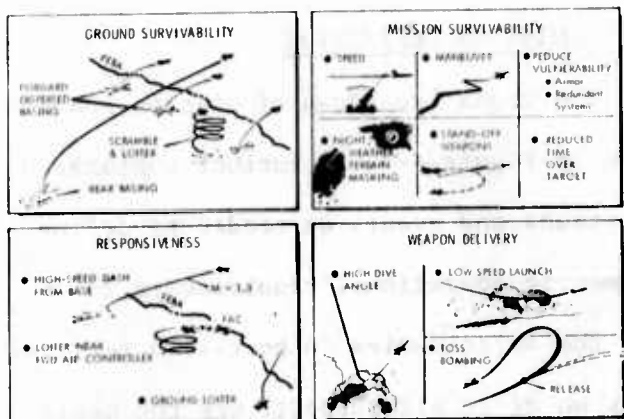 GROUND SURVIVABILITY
FEBA
FORWARD
DISPERSED
BASING
SCRAMBLE
& LOITER
REAR BASING
MISSION SURVIVABILITY
SPEED
MANEUVER
REDUCE
VULNERABILITY
Armor
Redundant
Systems
NIGHT
WEATHER
TERRAIN
MASKING
STAND-OFF
WEAPONS
REDUCED
TIME
OVER
TARGET
RESPONSIVENESS
HIGH-SPEED DASH
FROM BASE
FEBA
FAC
LOITER NEAR
FWD AIR CONTROLLER
GROUND LOITER
WEAPON DELIVERY
HIGH DIVE
ANGLE
LOW SPEED LAUNCH
TOSS
BOMBING
RELEASE